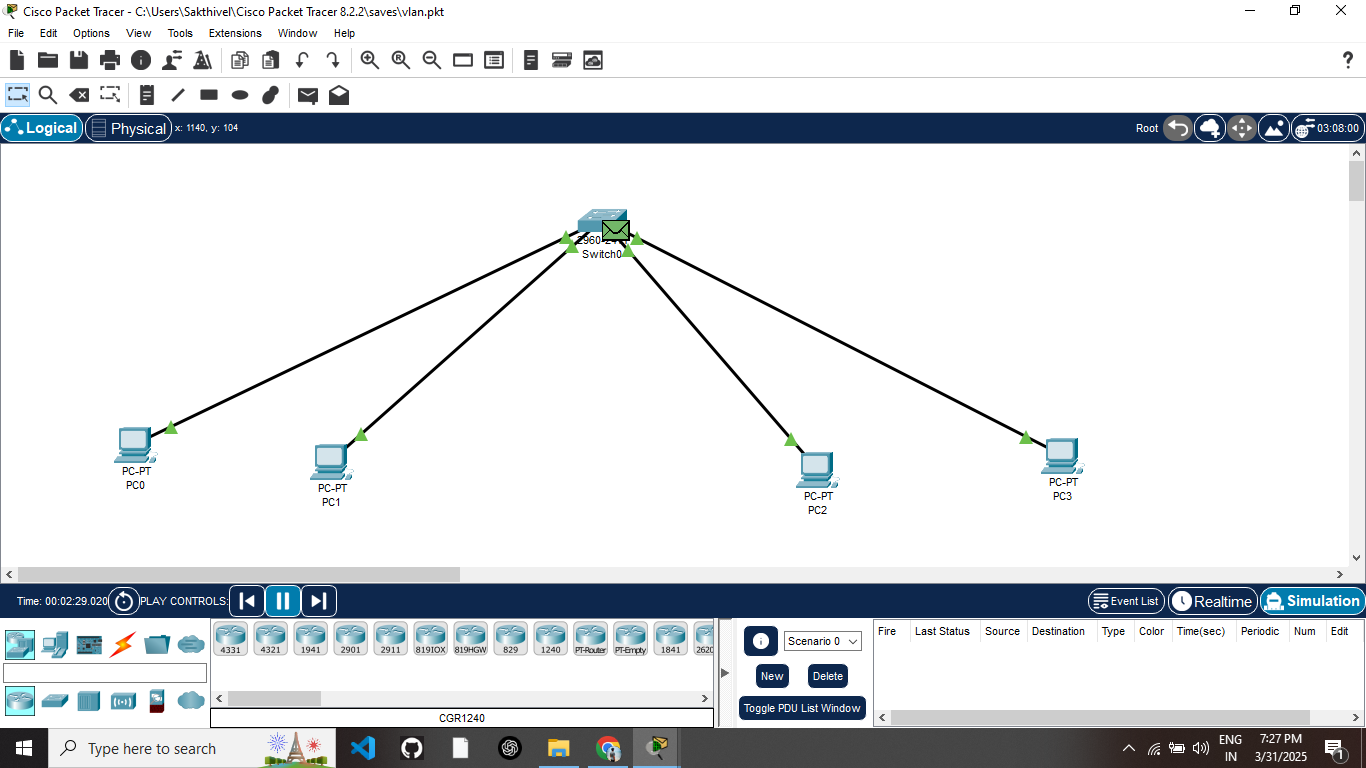 Cisco Packet Tracer - C:\Users\Sakthivel\Cisco Packet Tracer 8.2.2\saves\vlan.pkt
File Edit Options View Tools Extensions Window Help
Logical Physical x: 1140, y: 104 Root 03:08:00
Switch0
PC-PT
PC0
PC-PT
PC1
PC-PT
PC2
PC-PT
PC3
Time: 00:02:29.020 PLAY CONTROLS: Event List Realtime Simulation
4331 4321 1941 2901 2911 819IOX 819HGW 829 1240 PT-Router PT-Empty 1841
CGR1240
Scenario 0
New Delete
Toggle PDU List Window
Fire Last Status Source Destination Type Color Time(sec) Periodic Num Edit
Type here to search
ENG
IN
7:27 PM
3/31/2025
1